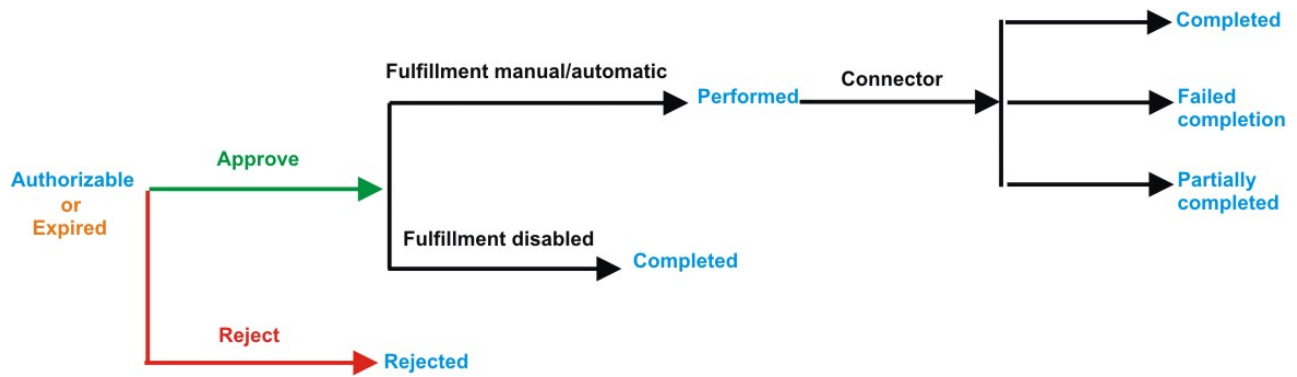 Completed
Fulfillment manual/automatic
Connector
Performed
Failed
completion
Approve
Authorizable
or
Expired
Partially
completed
Fulfillment disabled
Completed
Reject
Rejected